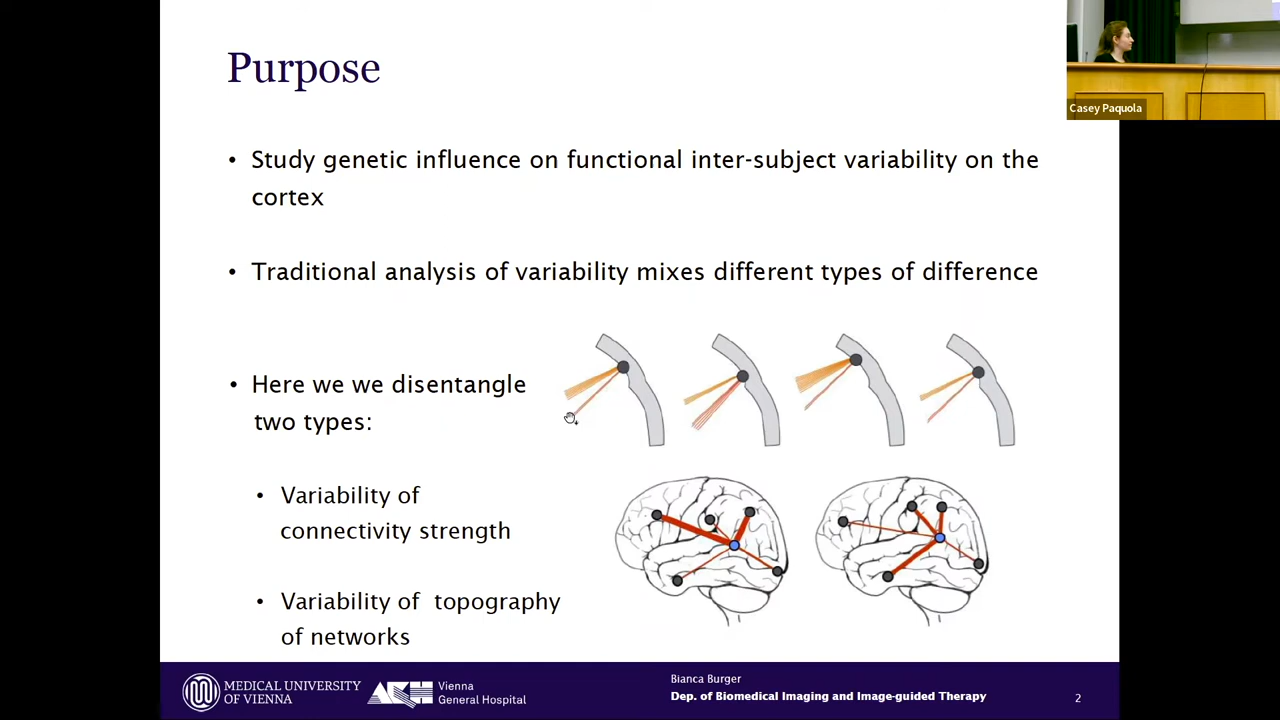 Purpose
Casey Paquola
• Study genetic influence on functional inter-subject variability on the
cortex
• Traditional analysis of variability mixes different types of difference
• Here we we disentangle
two types:
• Variability of
connectivity strength
• Variability of topography
of networks
MEDICAL UNIVERSITY
OF VIENNA
AKH
Vienna
General Hospital
Bianca Burger
Dep. of Biomedical Imaging and Image-guided Therapy
2